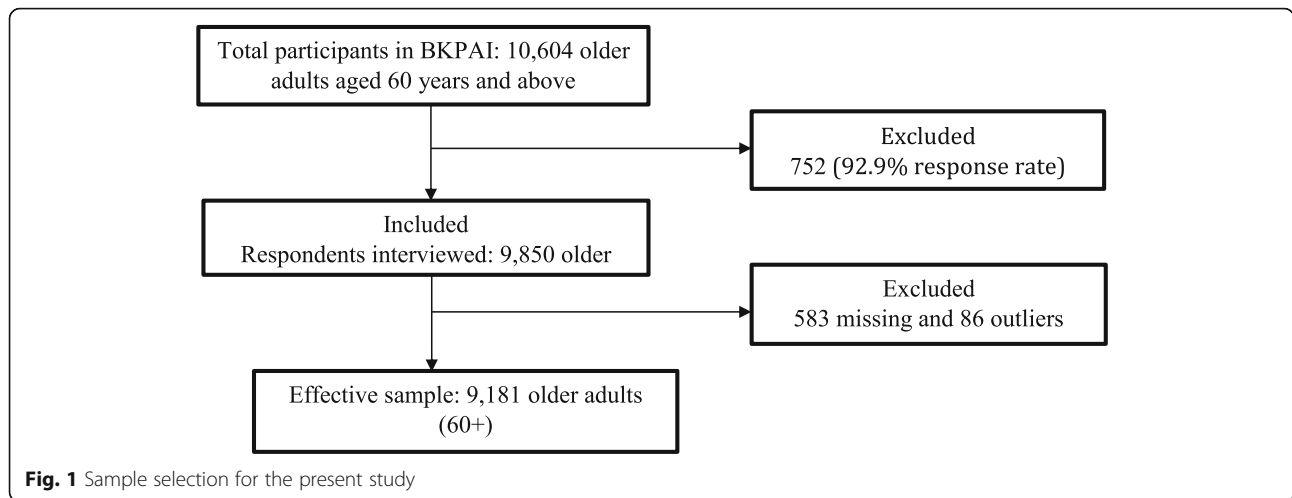 Total participants in BKPAI: 10,604 older
adults aged 60 years and above
Excluded
752 (92.9% response rate)
Included
Respondents interviewed: 9,850 older
Excluded
583 missing and 86 outliers
Effective sample: 9,181 older adults
(60+)
Fig. 1 Sample selection for the present study